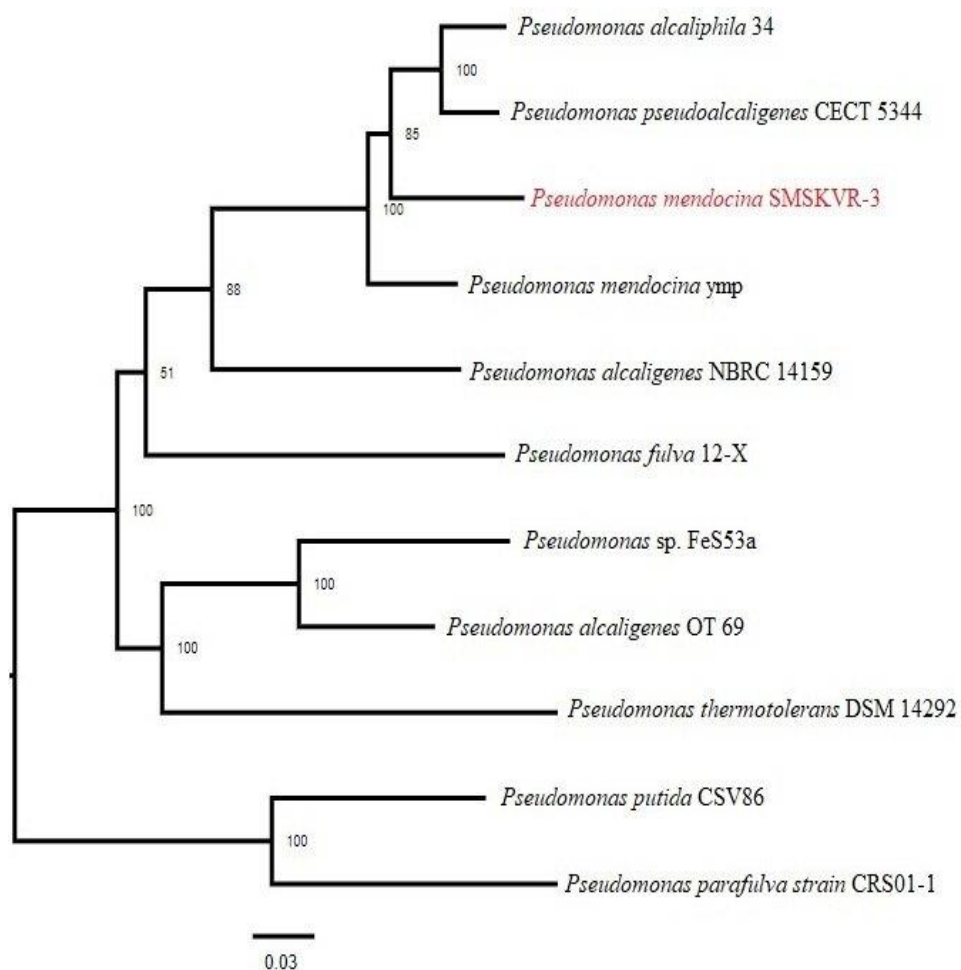 Pseudomonas alcaliphila 34
100
Pseudomonas pseudoalcaligenes CECT 5344
85
Pseudomonas mendocina SMSKVR-3
100
Pseudomonas mendocina ymp
88
Pseudomonas alcaligenes NBRC 14159
51
Pseudomonas fulva 12-X
100
Pseudomonas sp. FeS53a
100
Pseudomonas alcaligenes OT 69
100
Pseudomonas thermotolerans DSM 14292
Pseudomonas putida CSV86
100
Pseudomonas parafulva strain CRS01-1
0.03